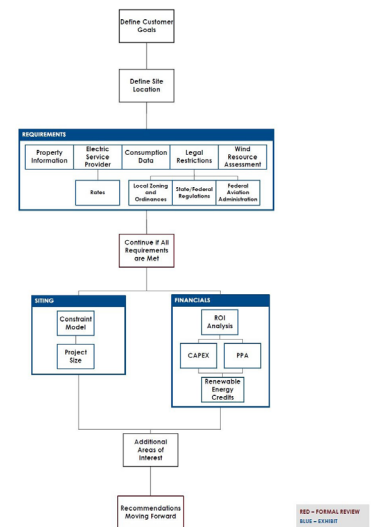 Define Customer
Goals
Define Site
Location
REQUIREMENTS
Property
Information
Electric
Service
Provider
Consumption
Data
Legal
Restrictions
Wind
Resource
Assessment
Rates
Local Zoning
and
Ordinances
State/Federal
Regulations
Federal
Aviation
Administration
Continue if All
Requirements
are Met
SITING
Constraint
Model
Project
Size
FINANCIALS
ROI
Analysis
CAPEX
PPA
Renewable
Energy
Credits
Additional
Areas of
Interest
Recommendations
Moving Forward
RED – FORMAL REVIEW
BLUE – EXHIBIT